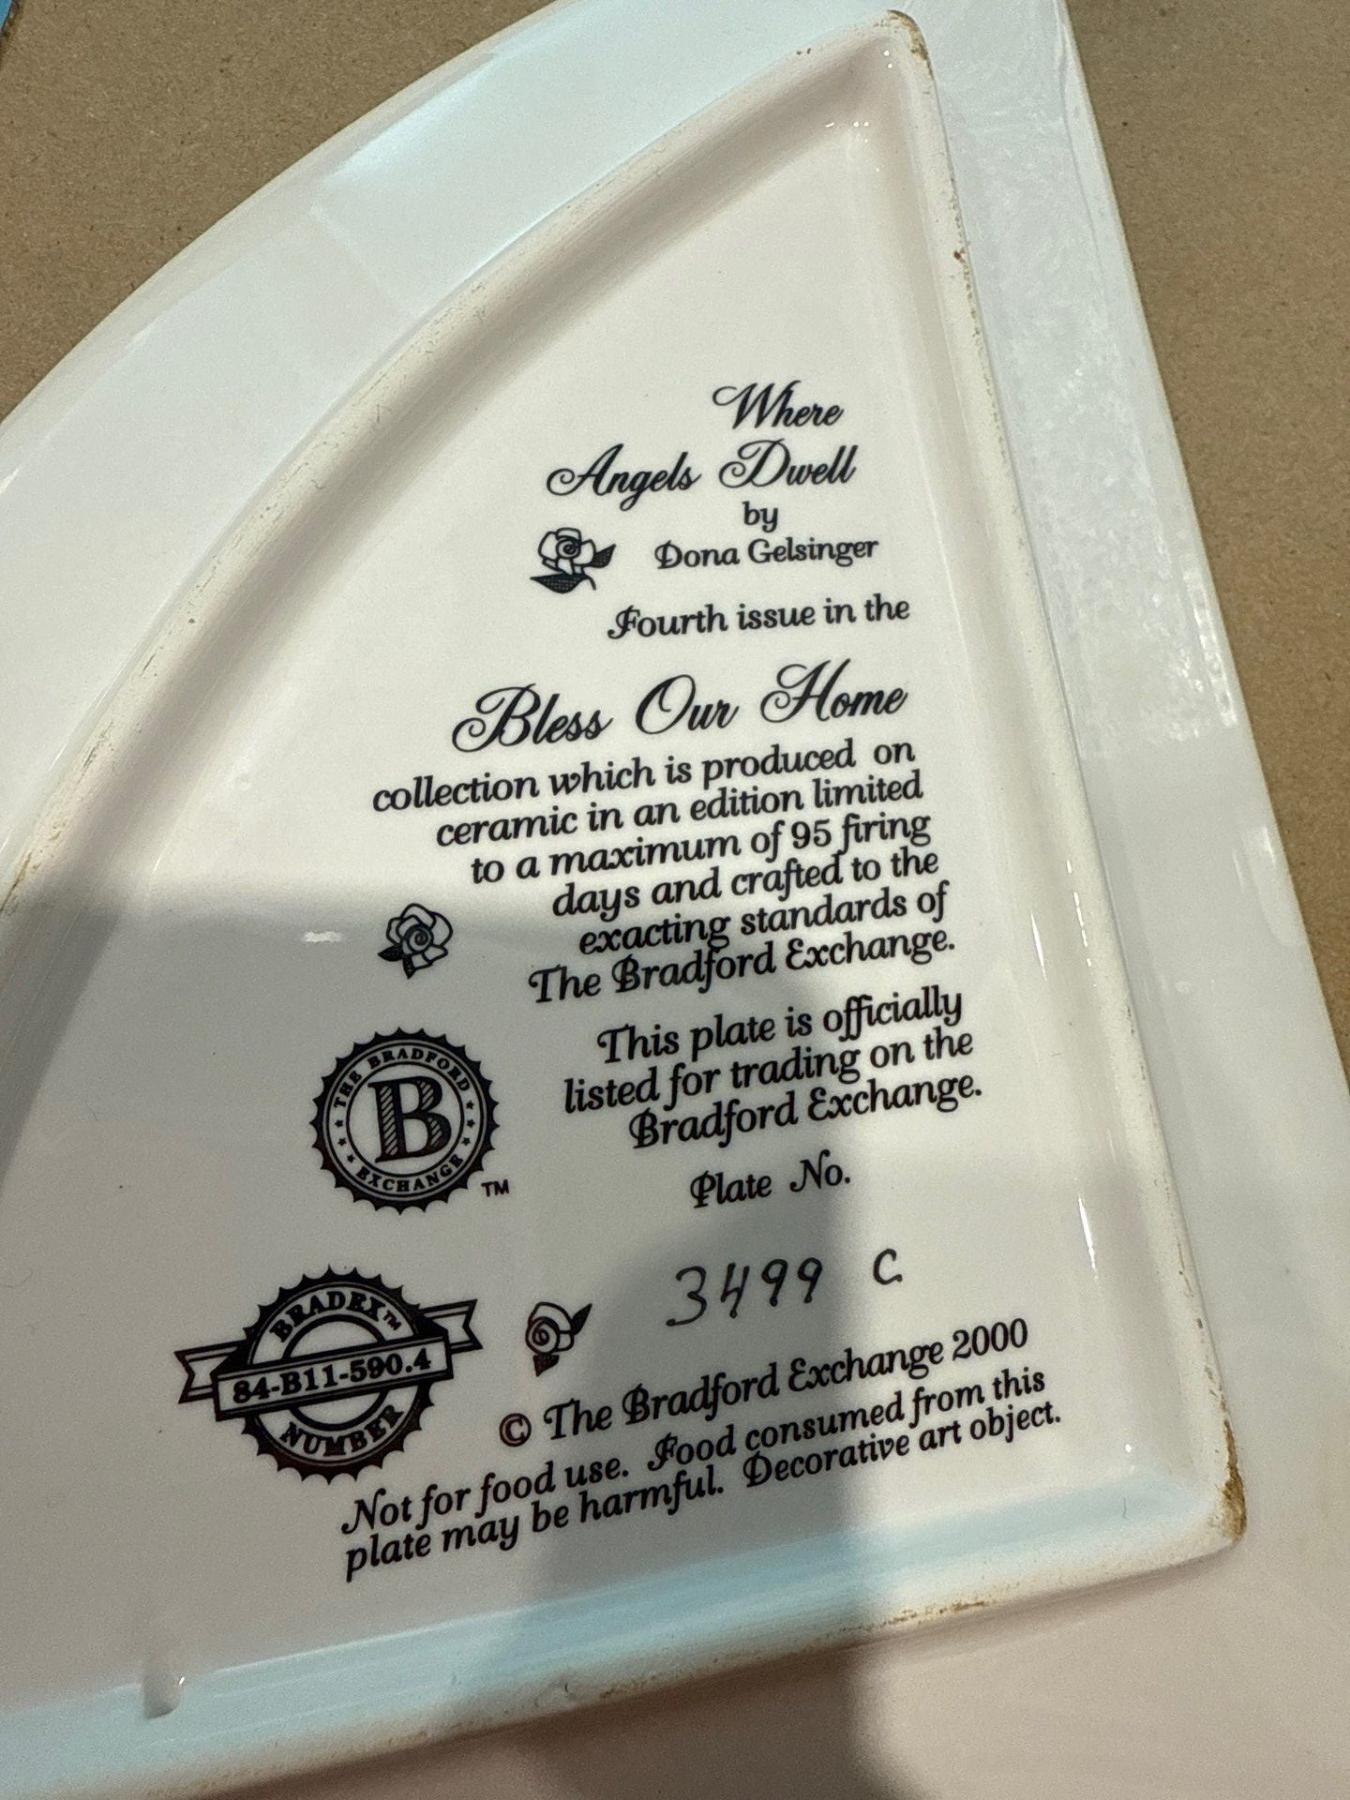 Where
Angels Dwell
by
Dona Gelsinger
Fourth issue in the
Bless Our Home
collection which is produced on
ceramic in an edition limited
to a maximum of 95 firing
days and crafted to the
exacting standards of
The Bradford Exchange.
This plate is officially
listed for trading on the
Bradford Exchange.
THE BRADFORD
B
EXCHANGE
TM
Plate No.
3499 C
BRADEX™
84-B11-590.4
NUMBER
© The Bradford Exchange 2000
Not for food use. Food consumed from this
plate may be harmful. Decorative art object.